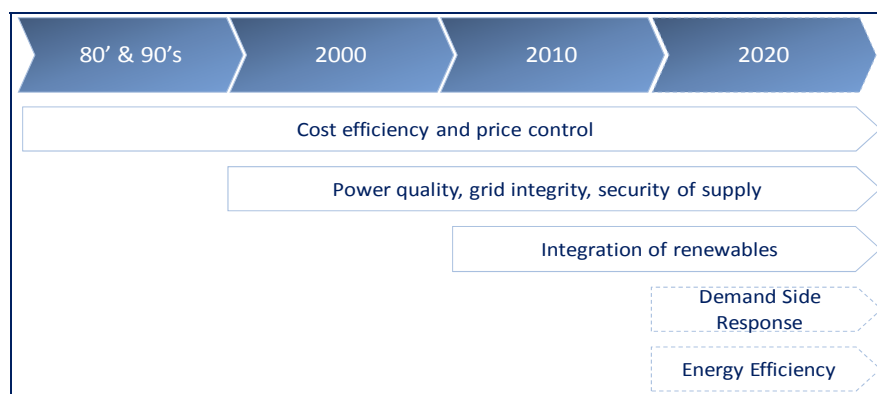 80' & 90's
2000
2010
2020
Cost efficiency and price control
Power quality, grid integrity, security of supply
Integration of renewables
Demand Side
Response
Energy Efficiency